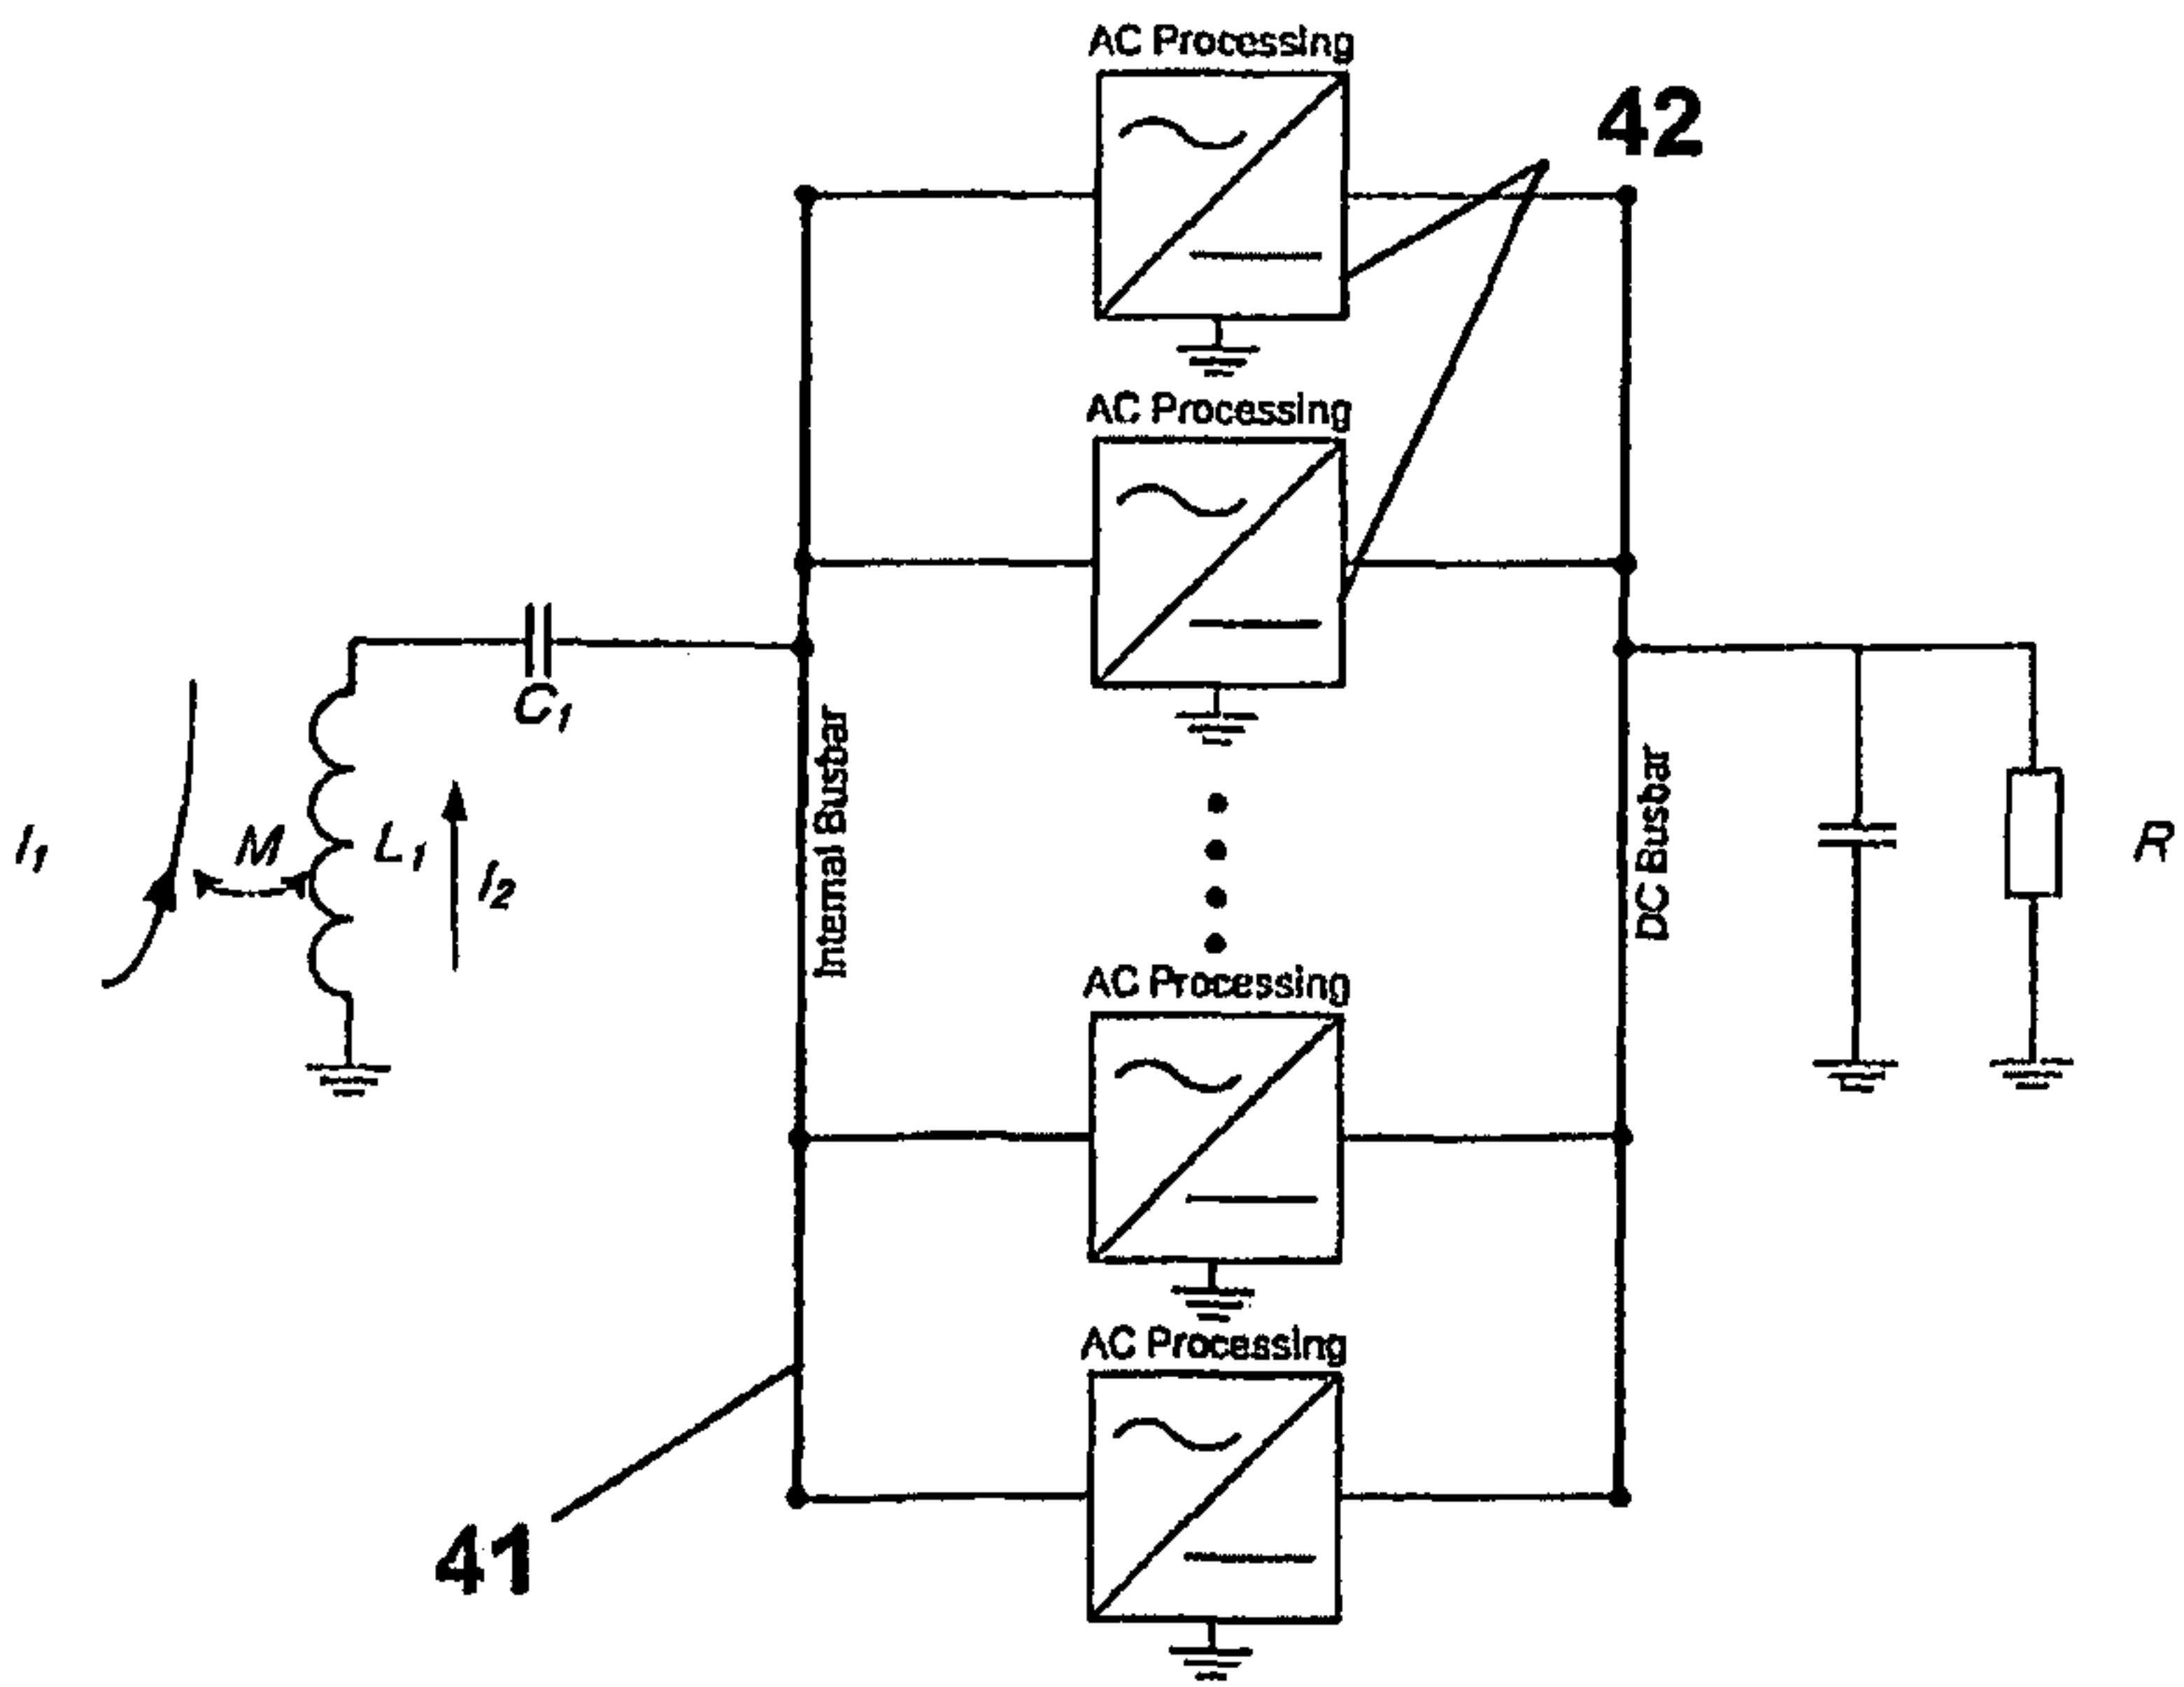 AC Processing
42
AC Processing
C1
Internal Busbar
DC Busbar
I1
M
L1
I2
R
AC Processing
AC Processing
41